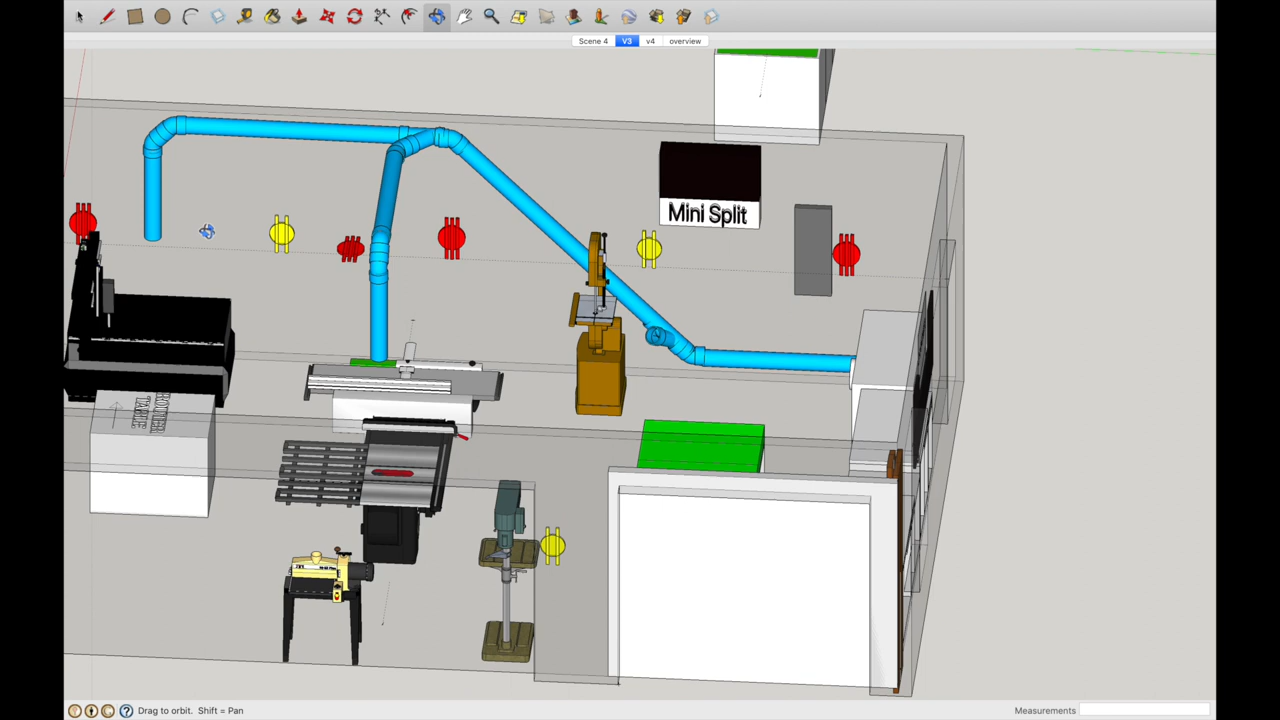 Scene 4 V3 v4 overview
Mini Split
ROUTER
TABLE
Drag to orbit. Shift = Pan
Measurements